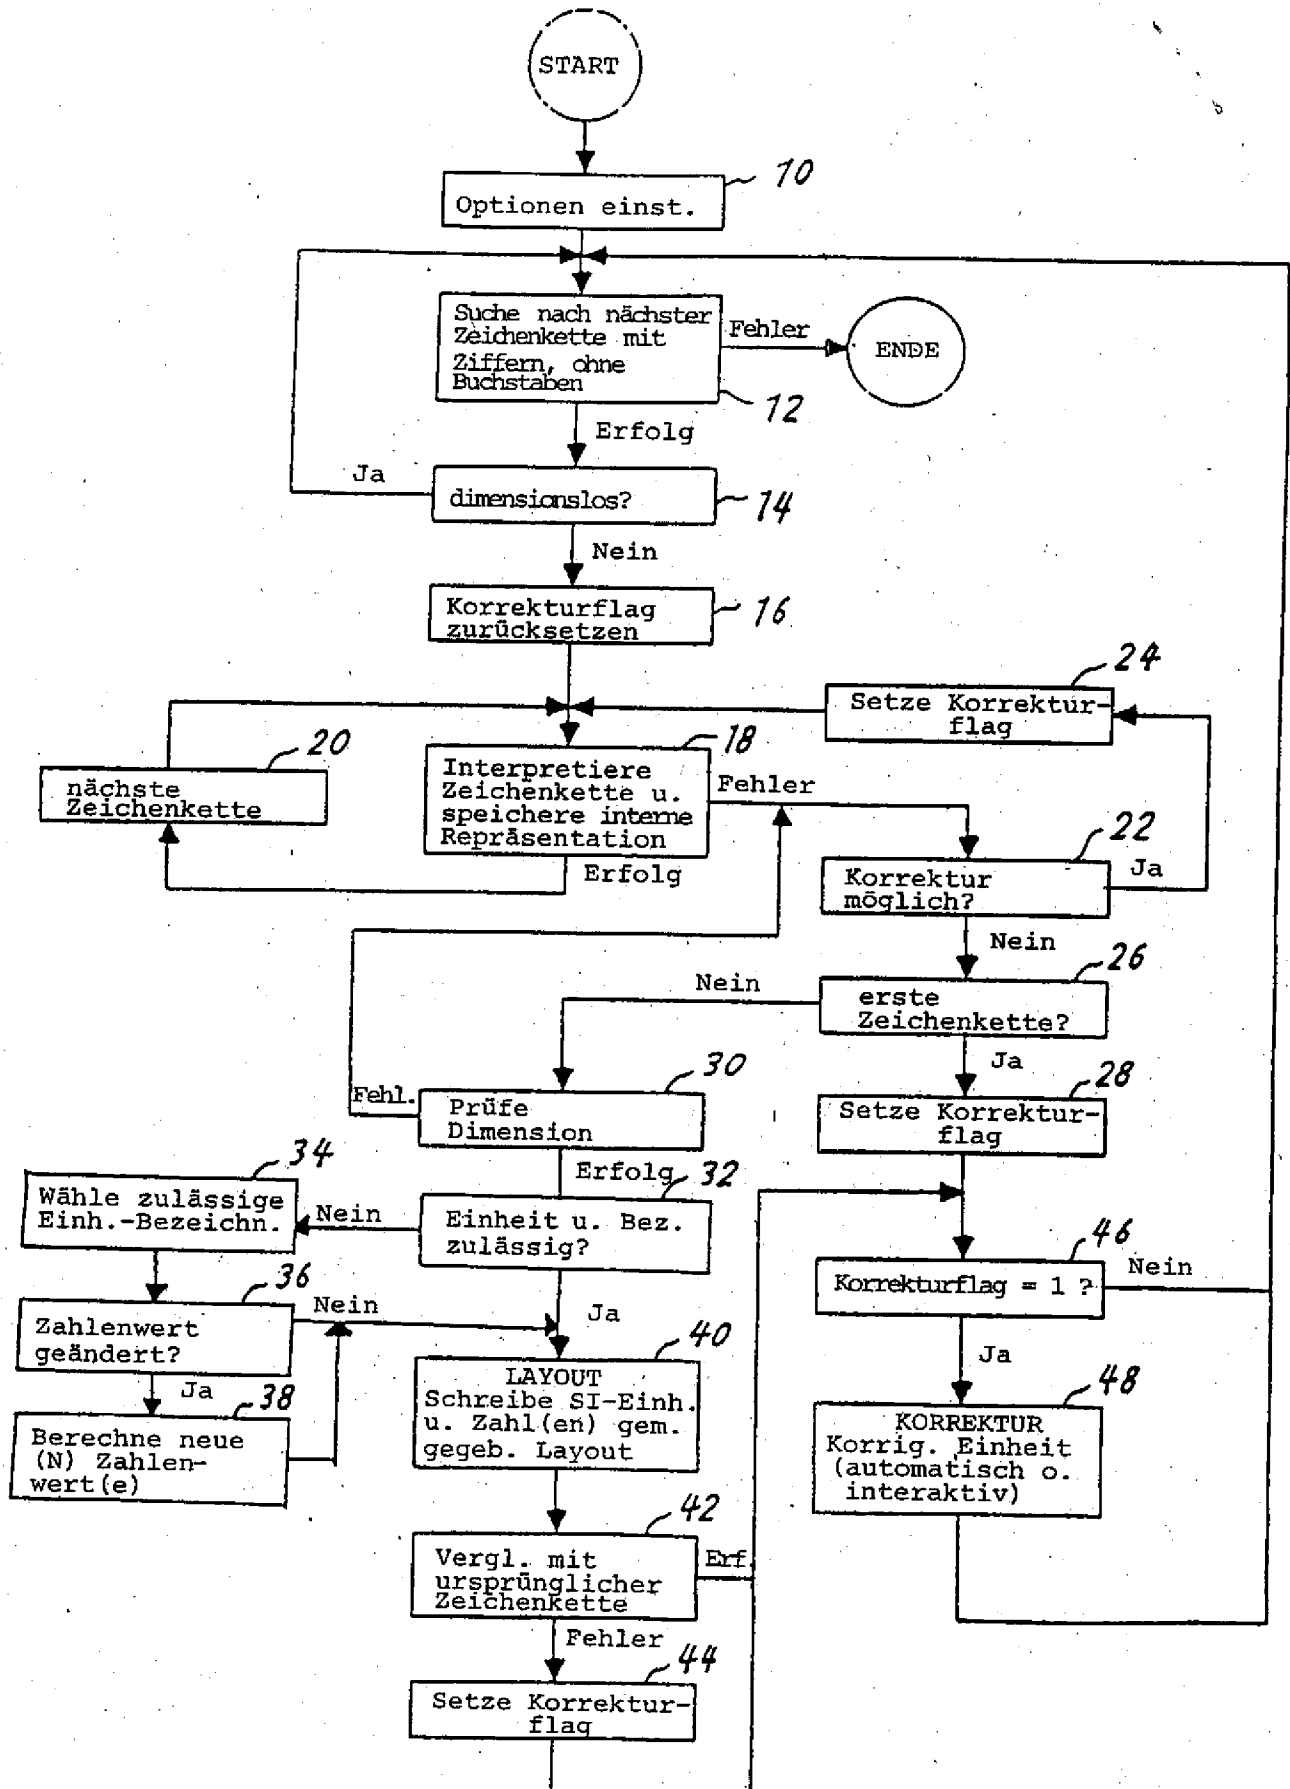 START
10
Optionen einst.
Suche nach nächster
Zeichenkette mit
Ziffern, ohne
Buchstaben
Fehler
ENDE
12
Erfolg
Ja
dimensionslos?
14
Nein
Korrekturflag
zurücksetzen
16
24
Setze Korrektur-
flag
20
nächste
Zeichenkette
18
Interpretiere
Zeichenkette u.
speichere interne
Repräsentation
Fehler
Erfolg
22
Korrektur
möglich?
Ja
Nein
26
erste
Zeichenkette?
Nein
Ja
28
Setze Korrektur-
flag
30
Fehl.
Prüfe
Dimension
Erfolg
32
Einheit u. Bez.
zulässig?
Nein
34
Wähle zulässige
Einh.-Bezeichn.
36
Zahlenwert
geändert?
Nein
Ja
Ja
38
Berechne neue
(N) Zahlen-
wert(e)
40
LAYOUT
Schreibe SI-Einh.
u. Zahl(en) gem.
gegeb. Layout
46
Korrekturflag = 1 ?
Nein
Ja
48
KORREKTUR
Korrig. Einheit
(automatisch o.
interaktiv)
42
Vergl. mit
ursprünglicher
Zeichenkette
Erf.
Fehler
44
Setze Korrektur-
flag